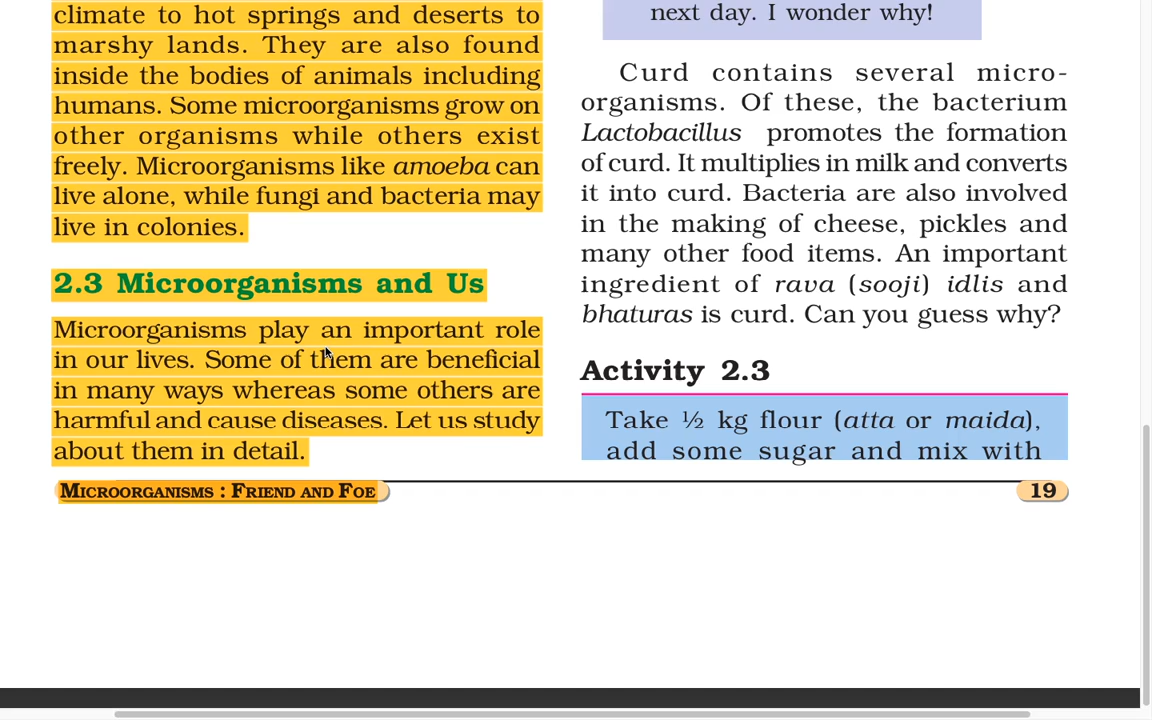 climate to hot springs and deserts to
marshy lands. They are also found
inside the bodies of animals including
humans. Some microorganisms grow on
other organisms while others exist
freely. Microorganisms like amoeba can
live alone, while fungi and bacteria may
live in colonies.
2.3 Microorganisms and Us
Microorganisms play an important role
in our lives. Some of them are beneficial
in many ways whereas some others are
harmful and cause diseases. Let us study
about them in detail.
next day. I wonder why!
Curd contains several micro-
organisms. Of these, the bacterium
Lactobacillus promotes the formation
of curd. It multiplies in milk and converts
it into curd. Bacteria are also involved
in the making of cheese, pickles and
many other food items. An important
ingredient of rava (sooji) idlis and
bhaturas is curd. Can you guess why?
Activity 2.3
Take ½ kg flour (atta or maida),
add some sugar and mix with
MICROORGANISMS : FRIEND AND FOE
19